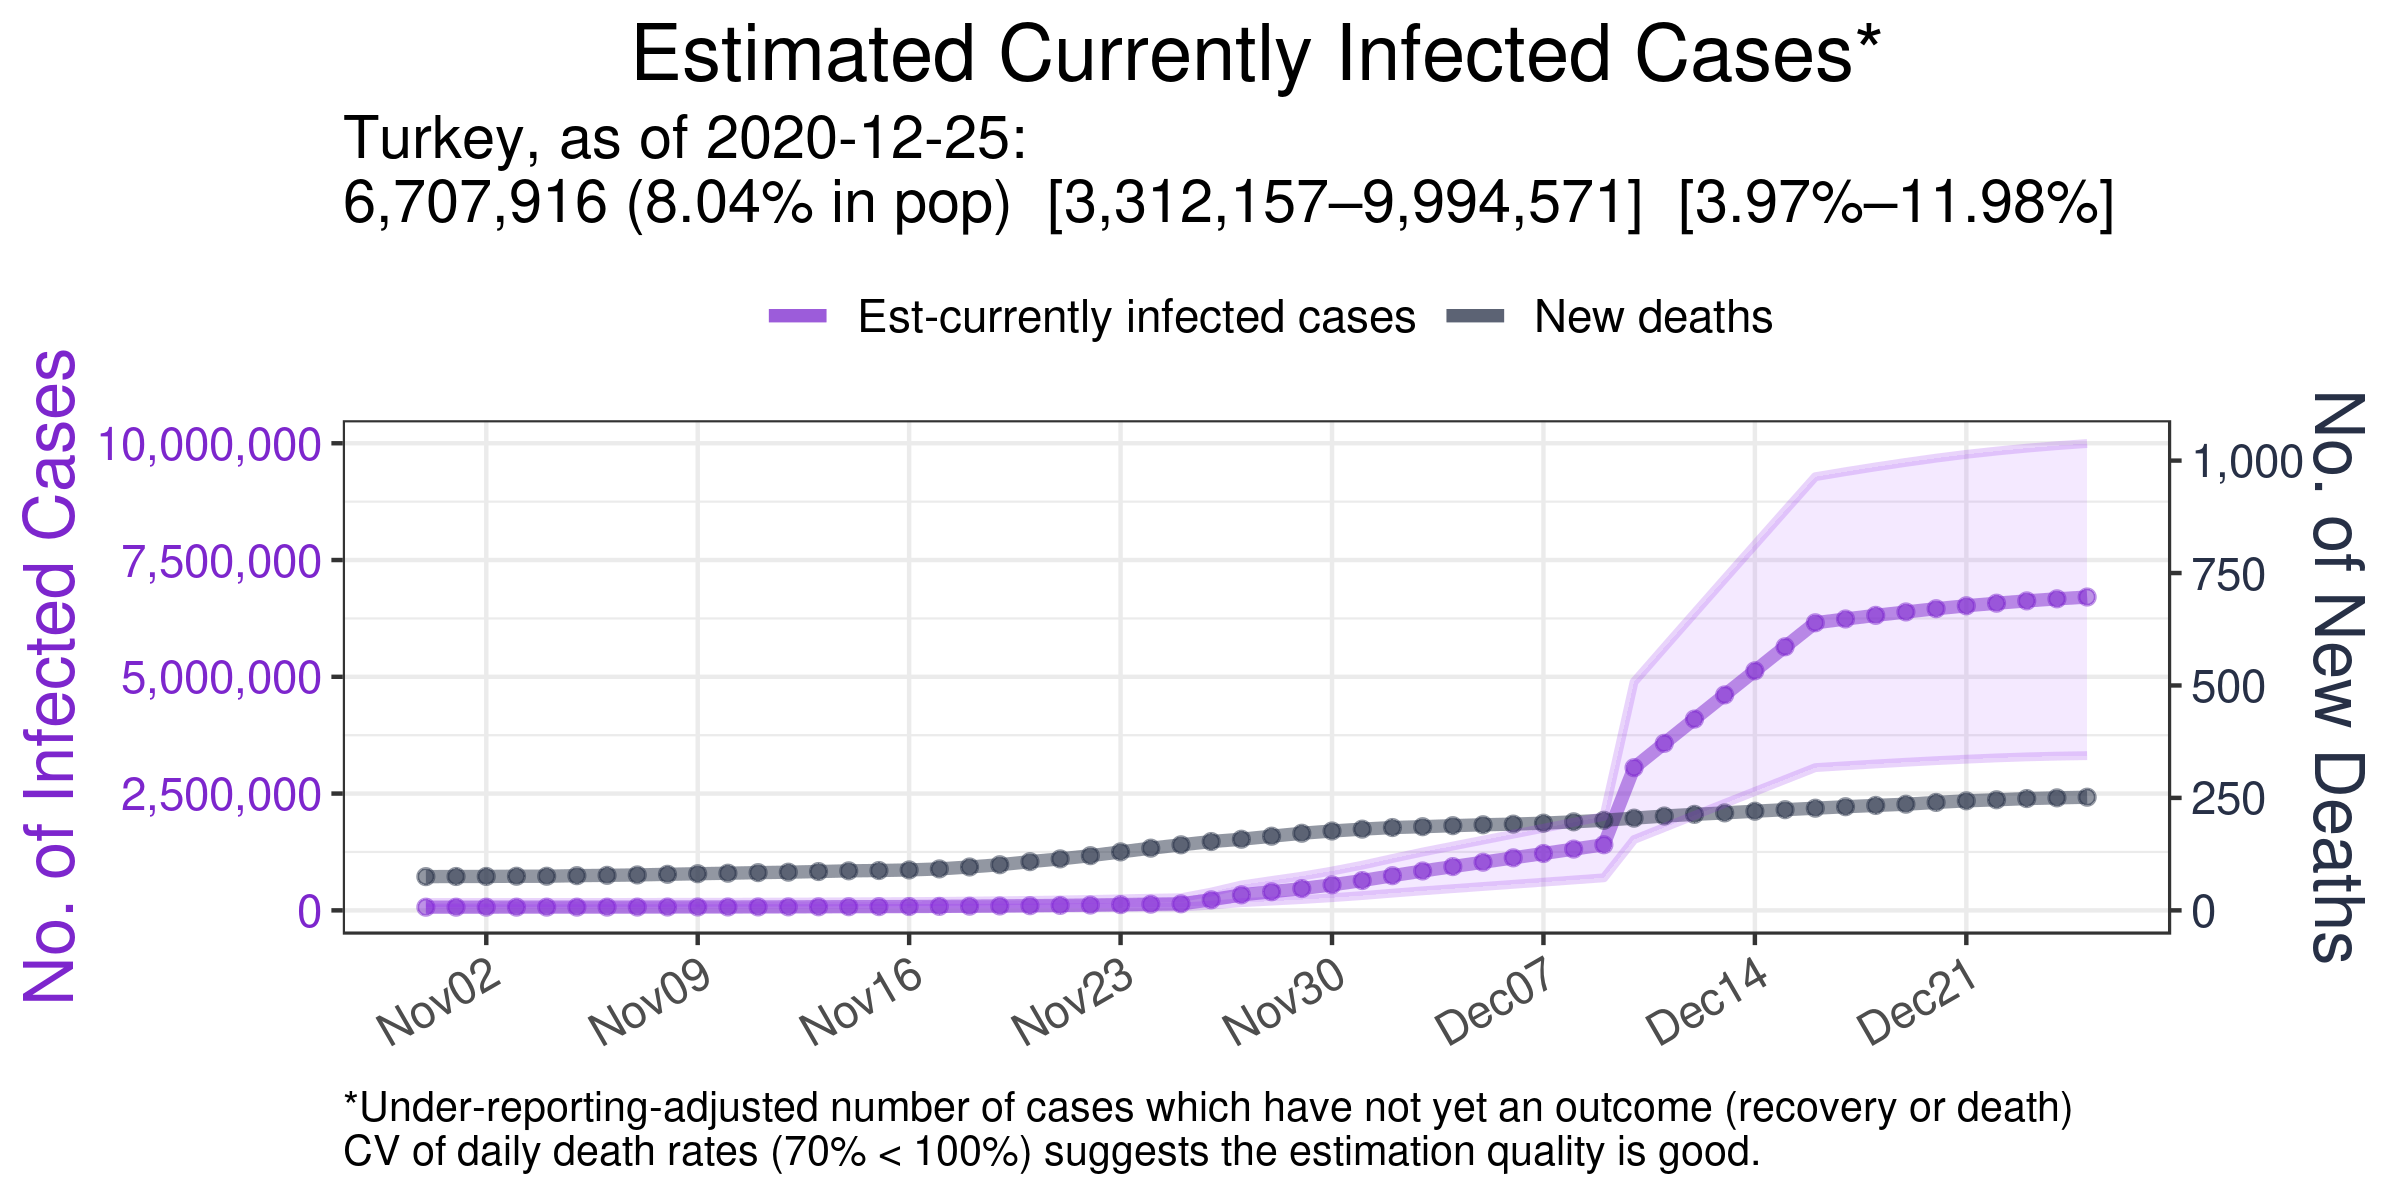 Estimated Currently Infected Cases*
Turkey, as of 2020-12-25:
6,707,916 (8.04% in pop)  [3,312,157–9,994,571]  [3.97%–11.98%]
Est-currently infected cases
New deaths
No. of Infected Cases
10,000,000
7,500,000
5,000,000
2,500,000
0
1,000
750
500
250
0
No. of New Deaths
Nov02
Nov09
Nov16
Nov23
Nov30
Dec07
Dec14
Dec21
*Under-reporting-adjusted number of cases which have not yet an outcome (recovery or death)
CV of daily death rates (70% < 100%) suggests the estimation quality is good.